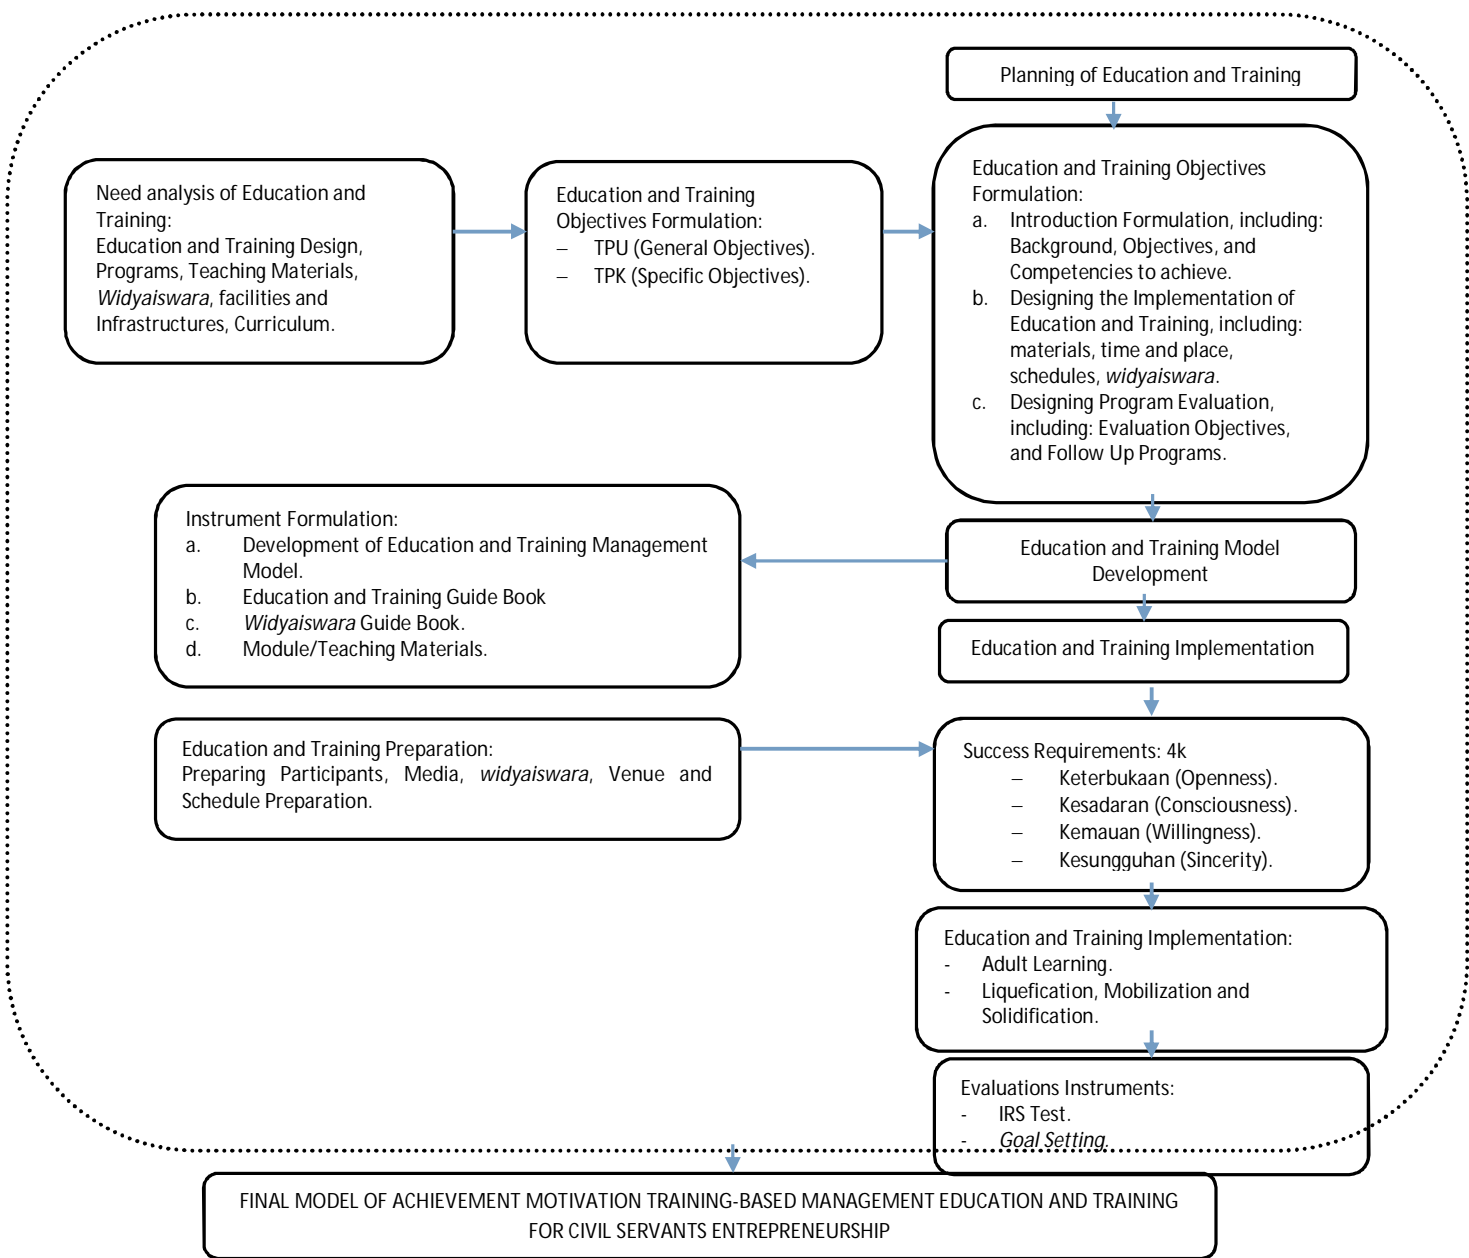 Planning of Education and Training
Need analysis of Education and
Training:
Education and Training Design,
Programs, Teaching Materials,
Widyaiswara, facilities and
Infrastructures, Curriculum.
Education and Training
Objectives Formulation:
– TPU (General Objectives).
– TPK (Specific Objectives).
Education and Training Objectives
Formulation:
a. Introduction Formulation, including:
Background, Objectives, and
Competencies to achieve.
b. Designing the Implementation of
Education and Training, including:
materials, time and place,
schedules, widyaiswara.
c. Designing Program Evaluation,
including: Evaluation Objectives,
and Follow Up Programs.
Instrument Formulation:
a. Development of Education and Training Management
Model.
b. Education and Training Guide Book
c. Widyaiswara Guide Book.
d. Module/Teaching Materials.
Education and Training Model
Development
Education and Training Implementation
Education and Training Preparation:
Preparing Participants, Media, widyaiswara, Venue and
Schedule Preparation.
Success Requirements: 4k
– Keterbukaan (Openness).
– Kesadaran (Consciousness).
– Kemauan (Willingness).
– Kesungguhan (Sincerity).
Education and Training Implementation:
- Adult Learning.
- Liquefication, Mobilization and
Solidification.
Evaluations Instruments:
- IRS Test.
- Goal Setting.
FINAL MODEL OF ACHIEVEMENT MOTIVATION TRAINING-BASED MANAGEMENT EDUCATION AND TRAINING
FOR CIVIL SERVANTS ENTREPRENEURSHIP